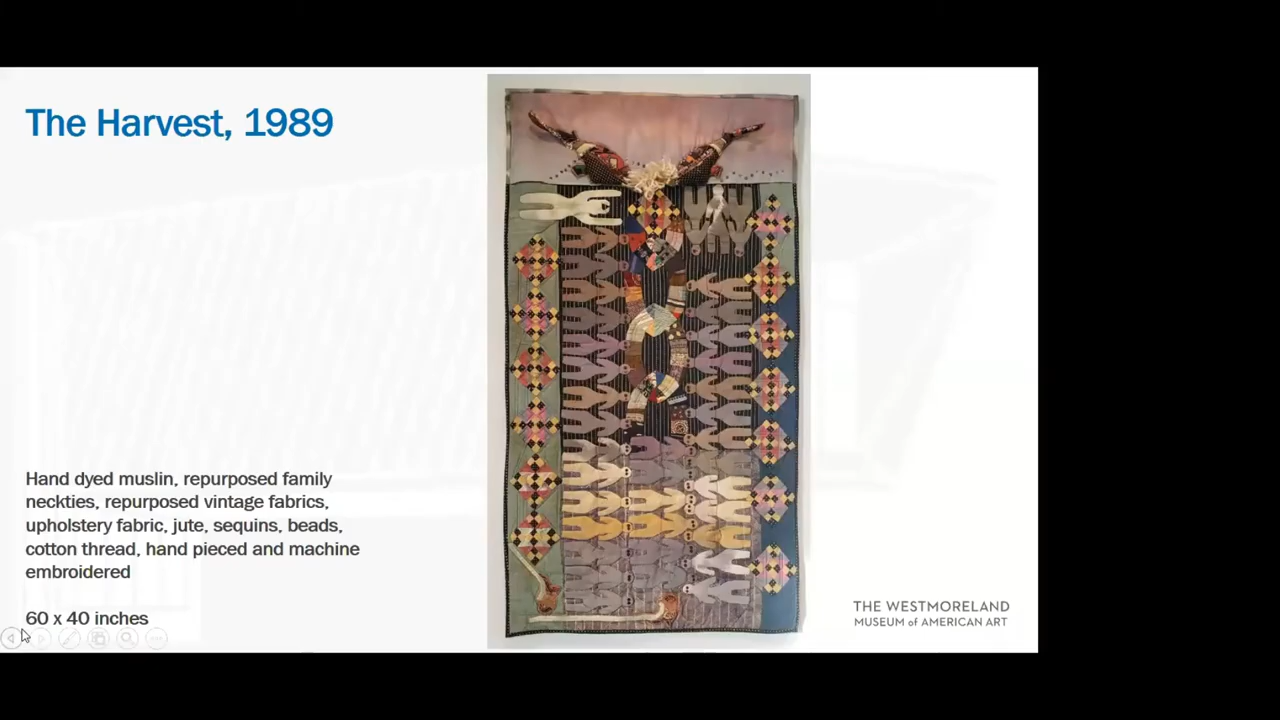 The Harvest, 1989
Hand dyed muslin, repurposed family
neckties, repurposed vintage fabrics,
upholstery fabric, jute, sequins, beads,
cotton thread, hand pieced and machine
embroidered
60 x 40 inches
THE WESTMORELAND
MUSEUM of AMERICAN ART